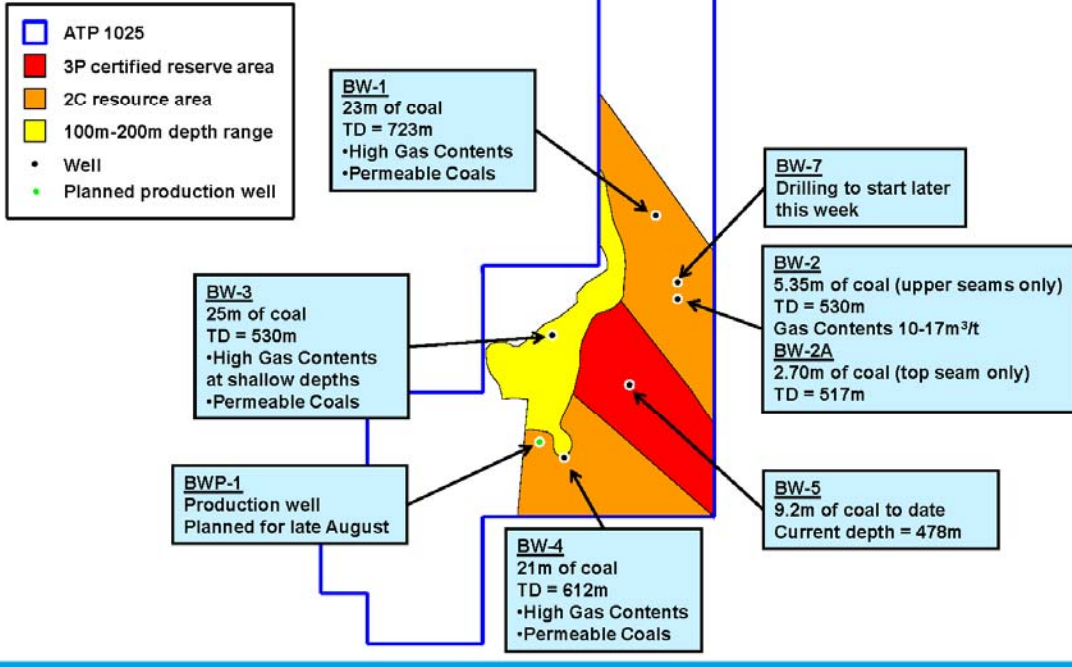 ATP 1025
3P certified reserve area
2C resource area
100m-200m depth range
Well
Planned production well
BW-1
23m of coal
TD = 723m
•High Gas Contents
•Permeable Coals
BW-7
Drilling to start later
this week
BW-2
5.35m of coal (upper seams only)
TD = 530m
Gas Contents 10-17m³/t
BW-2A
2.70m of coal (top seam only)
TD = 517m
BW-3
25m of coal
TD = 530m
•High Gas Contents
at shallow depths
•Permeable Coals
BWP-1
Production well
Planned for late August
BW-4
21m of coal
TD = 612m
•High Gas Contents
•Permeable Coals
BW-5
9.2m of coal to date
Current depth = 478m